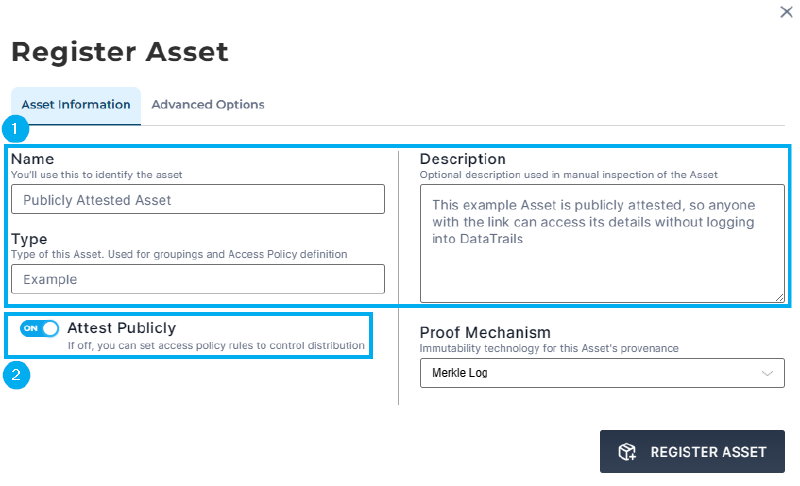 Register Asset
Asset Information
Advanced Options
1
Name
You'll use this to identify the asset
Publicly Attested Asset
Type
Type of this Asset. Used for groupings and Access Policy definition
Example
ON
Attest Publicly
If off, you can set access policy rules to control distribution
2
Description
Optional description used in manual inspection of the Asset
This example Asset is publicly attested, so anyone
with the link can access its details without logging
into DataTrails
Proof Mechanism
Immutability technology for this Asset's provenance
Merkle Log
REGISTER ASSET